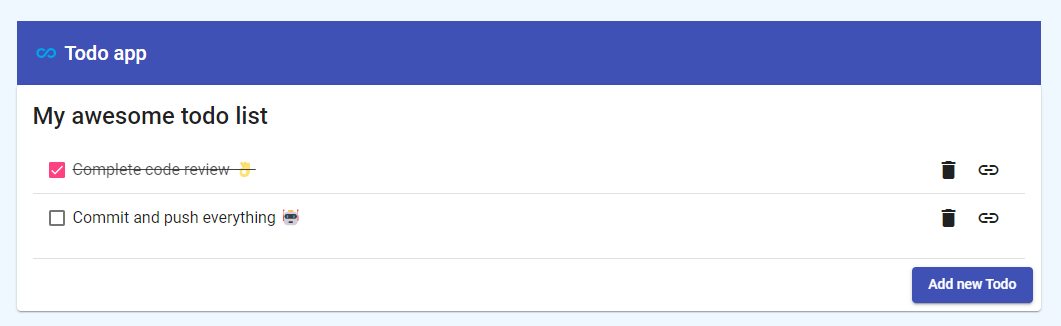 Todo app
My awesome todo list
Complete code review 👌
Commit and push everything 🤖
Add new Todo